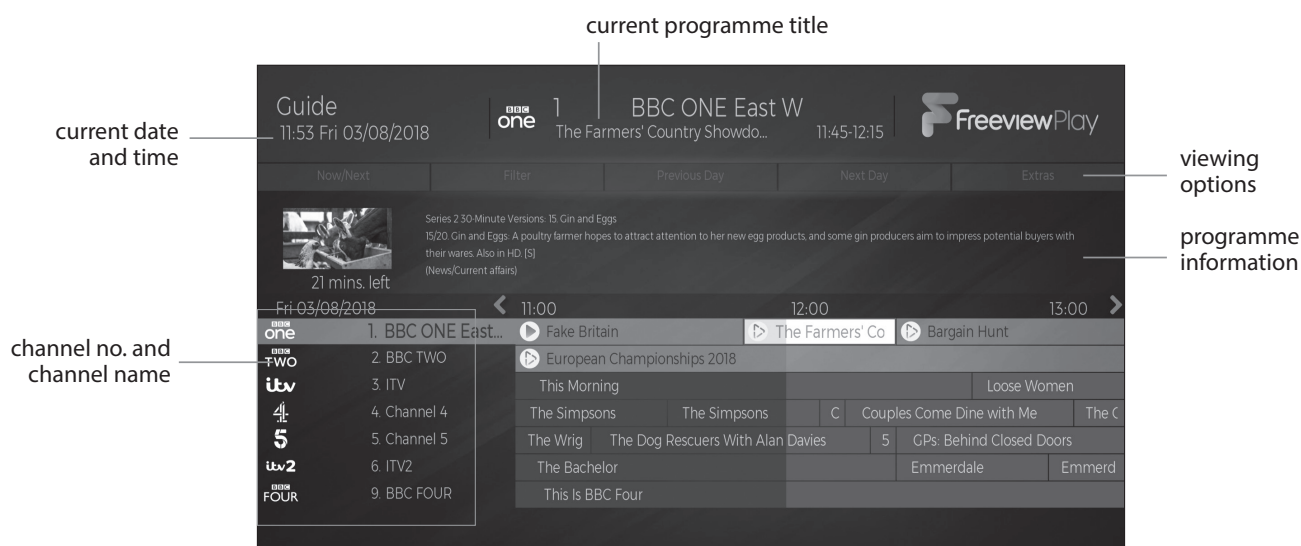 current programme title
Guide
11:53 Fri 03/08/2018
BBC one 1 BBC ONE East W
The Farmers' Country Showdo... 11:45-12:15
FreeviewPlay
current date
and time
Now/Next Filter Previous Day Next Day Extras
viewing
options
Series 2 30-Minute Versions: 15. Gin and Eggs
15/20. Gin and Eggs: A poultry farmer hopes to attract attention to her new egg products, and some gin producers aim to impress potential buyers with
their wares. Also in HD. [S]
(News/Current affairs)
21 mins. left
programme
information
Fri 03/08/2018 11:00 12:00 13:00
BBC one 1. BBC ONE East... Fake Britain The Farmers' Co Bargain Hunt
channel no. and
channel name
BBC TWO 2. BBC TWO European Championships 2018
itv 3. ITV This Morning Loose Women
4 4. Channel 4 The Simpsons The Simpsons C Couples Come Dine with Me The C
5 5. Channel 5 The Wrig The Dog Rescuers With Alan Davies 5 GPs: Behind Closed Doors
itv2 6. ITV2 The Bachelor Emmerdale Emmerd
BBC FOUR 9. BBC FOUR This Is BBC Four